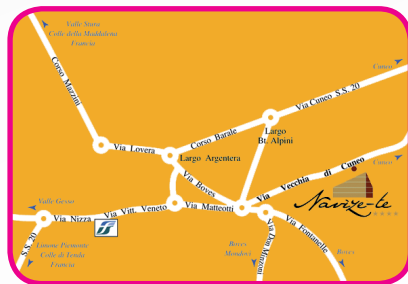 Valle Stura
Colle della Maddalena
Francia
Corso Mazzini
Cuneo
Via Cuneo S.S. 20
Corso Barale
Largo
Bt. Alpini
Via Lovera
Largo Argentera
Via Vecchia di Cuneo
Cuneo
Via Boves
Navize-te
Valle Gesso
Via Nizza
Via Vitt. Veneto
Via Matteotti
Via Fontanelle
Via Don Minzoni
S.S. 20
Limone Piemonte
Colle di Tenda
Francia
Boves
Mondovì
Boves